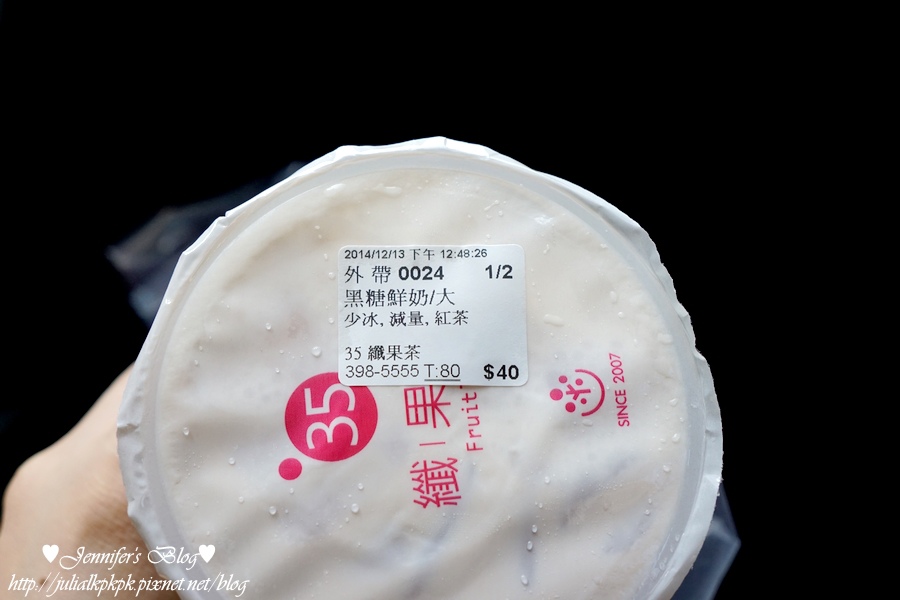 2014/12/13 下午 12:48:26
外 帶 0024 1/2
黑糖鮮奶/大
少冰, 減量, 紅茶
35 纖果茶
398-5555 T:80 $40
35
纖|果
Fruit
SINCE 2007
♥Jennifer's Blog♥
http://julialkpkpk.pixnet.net/blog